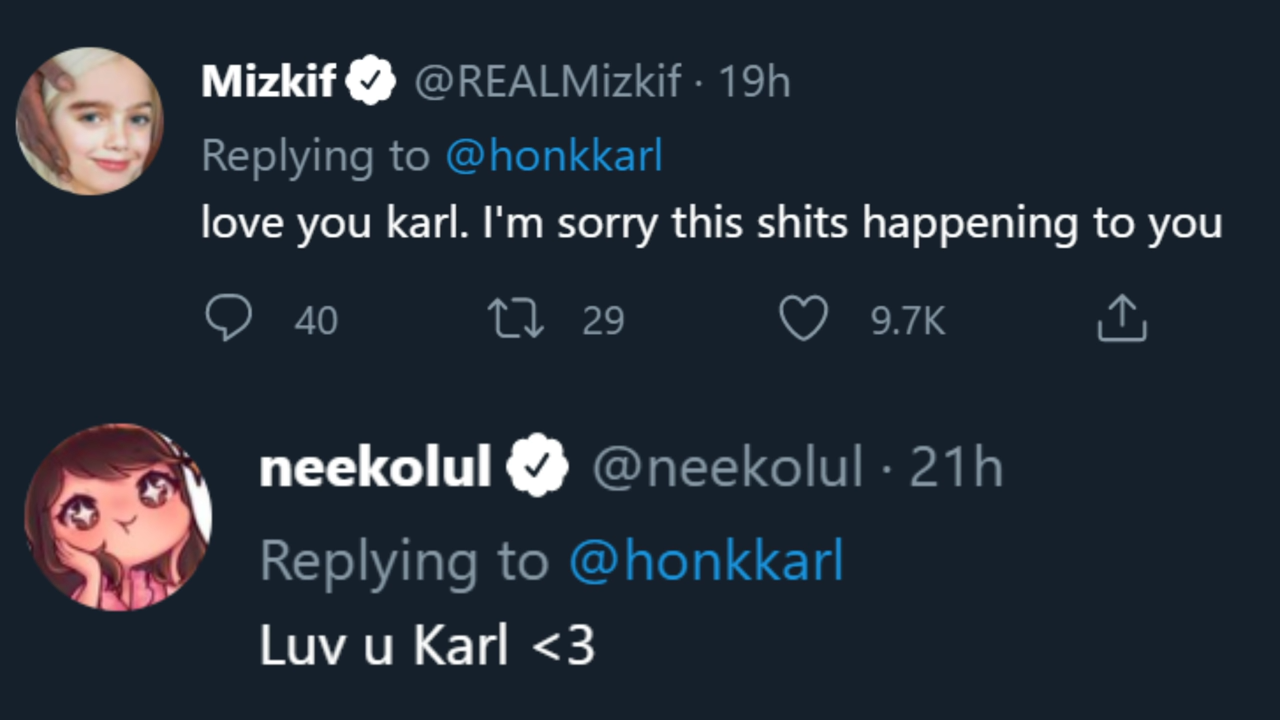 Mizkif @REALMizkif · 19h
Replying to @honkkarl
love you karl. I'm sorry this shits happening to you
40 29 9.7K
neekolul @neekolul · 21h
Replying to @honkkarl
Luv u Karl <3